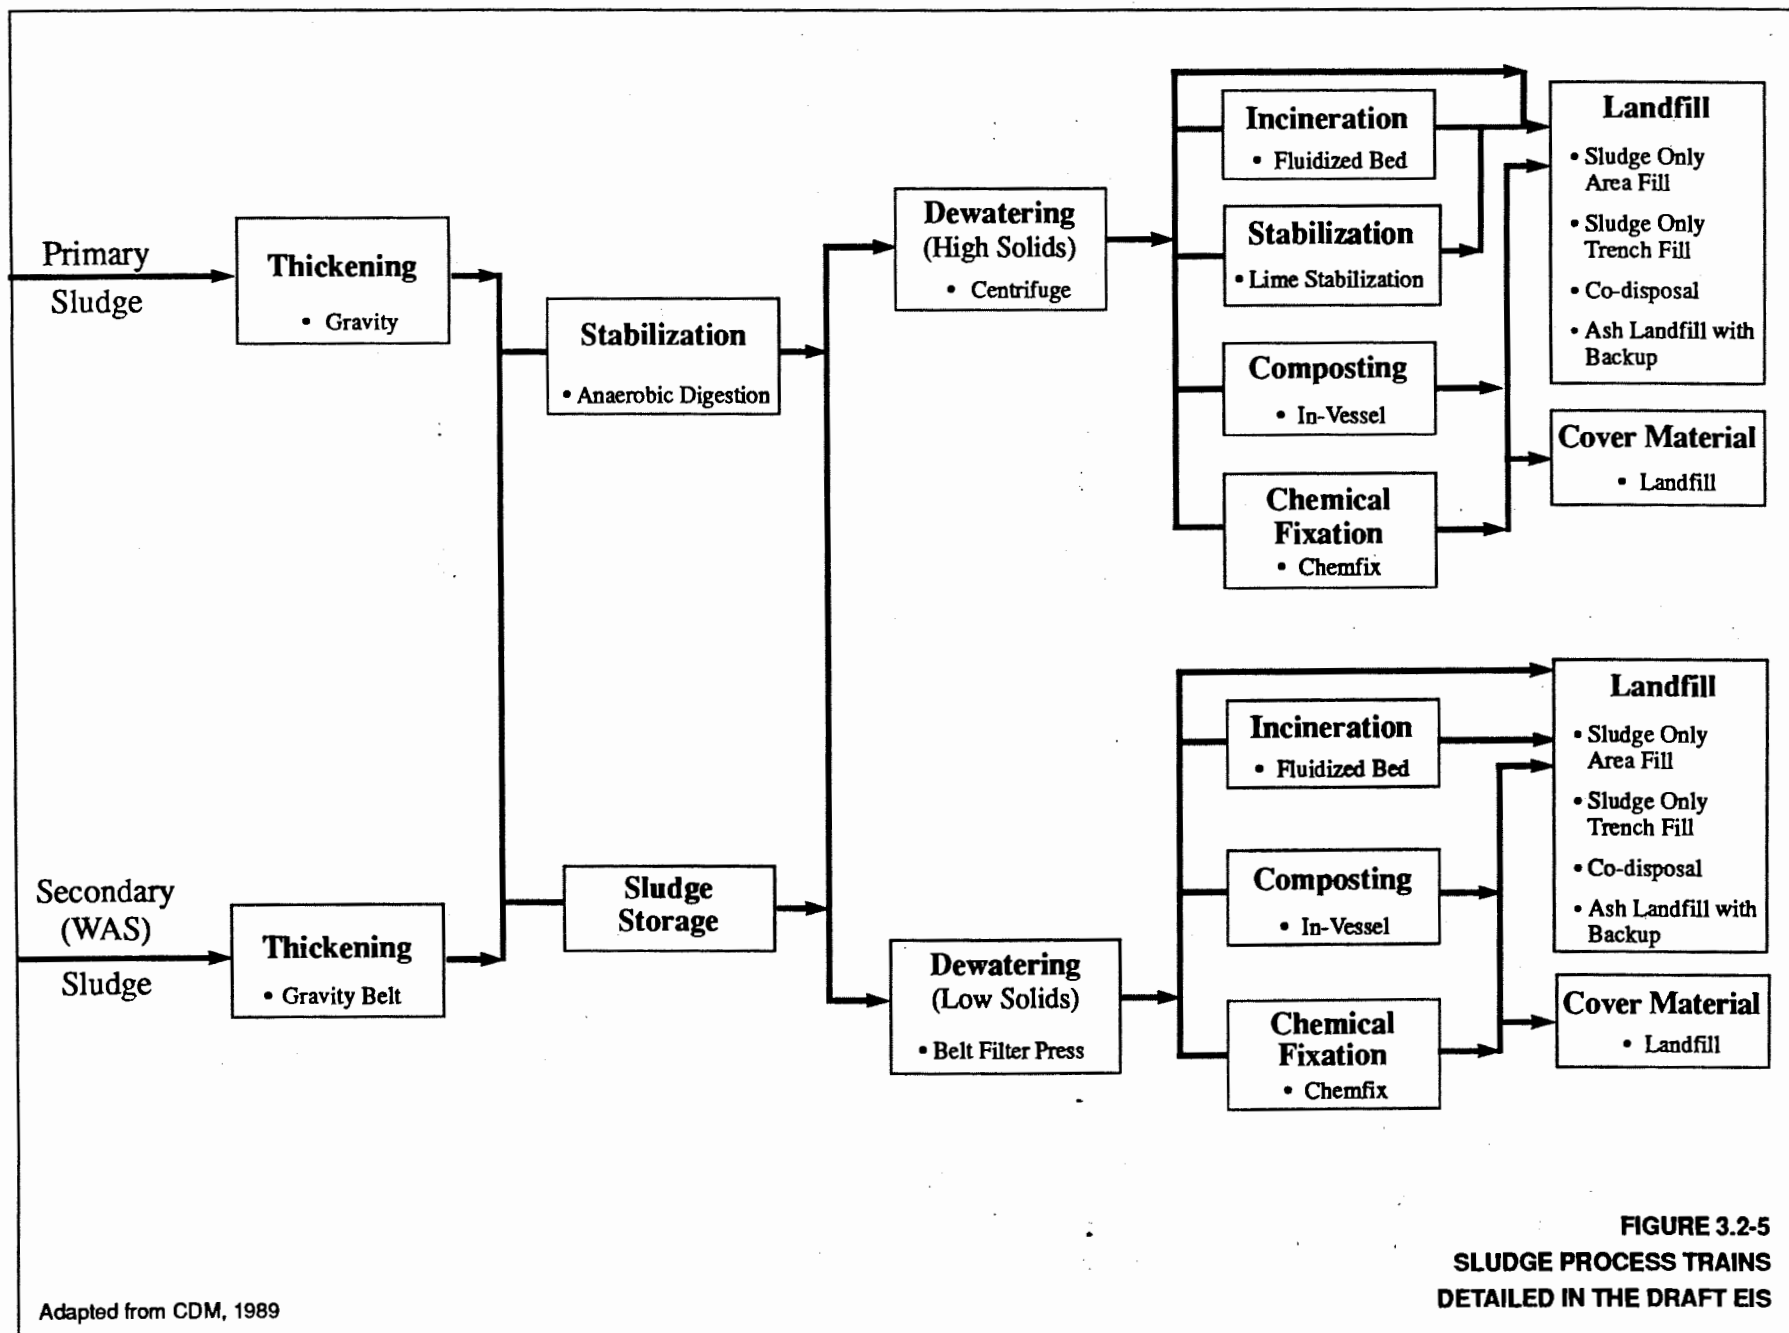 Primary
Sludge
Thickening
• Gravity
Secondary
(WAS)
Sludge
Thickening
• Gravity Belt
Stabilization
• Anaerobic Digestion
Sludge
Storage
Dewatering
(High Solids)
• Centrifuge
Incineration
• Fluidized Bed
Stabilization
• Lime Stabilization
Composting
• In-Vessel
Chemical
Fixation
• Chemfix
Landfill
• Sludge Only
Area Fill
• Sludge Only
Trench Fill
• Co-disposal
• Ash Landfill with
Backup
Cover Material
• Landfill
Dewatering
(Low Solids)
• Belt Filter Press
Incineration
• Fluidized Bed
Composting
• In-Vessel
Chemical
Fixation
• Chemfix
Landfill
• Sludge Only
Area Fill
• Sludge Only
Trench Fill
• Co-disposal
• Ash Landfill with
Backup
Cover Material
• Landfill
FIGURE 3.2-5
SLUDGE PROCESS TRAINS
DETAILED IN THE DRAFT EIS
Adapted from CDM, 1989